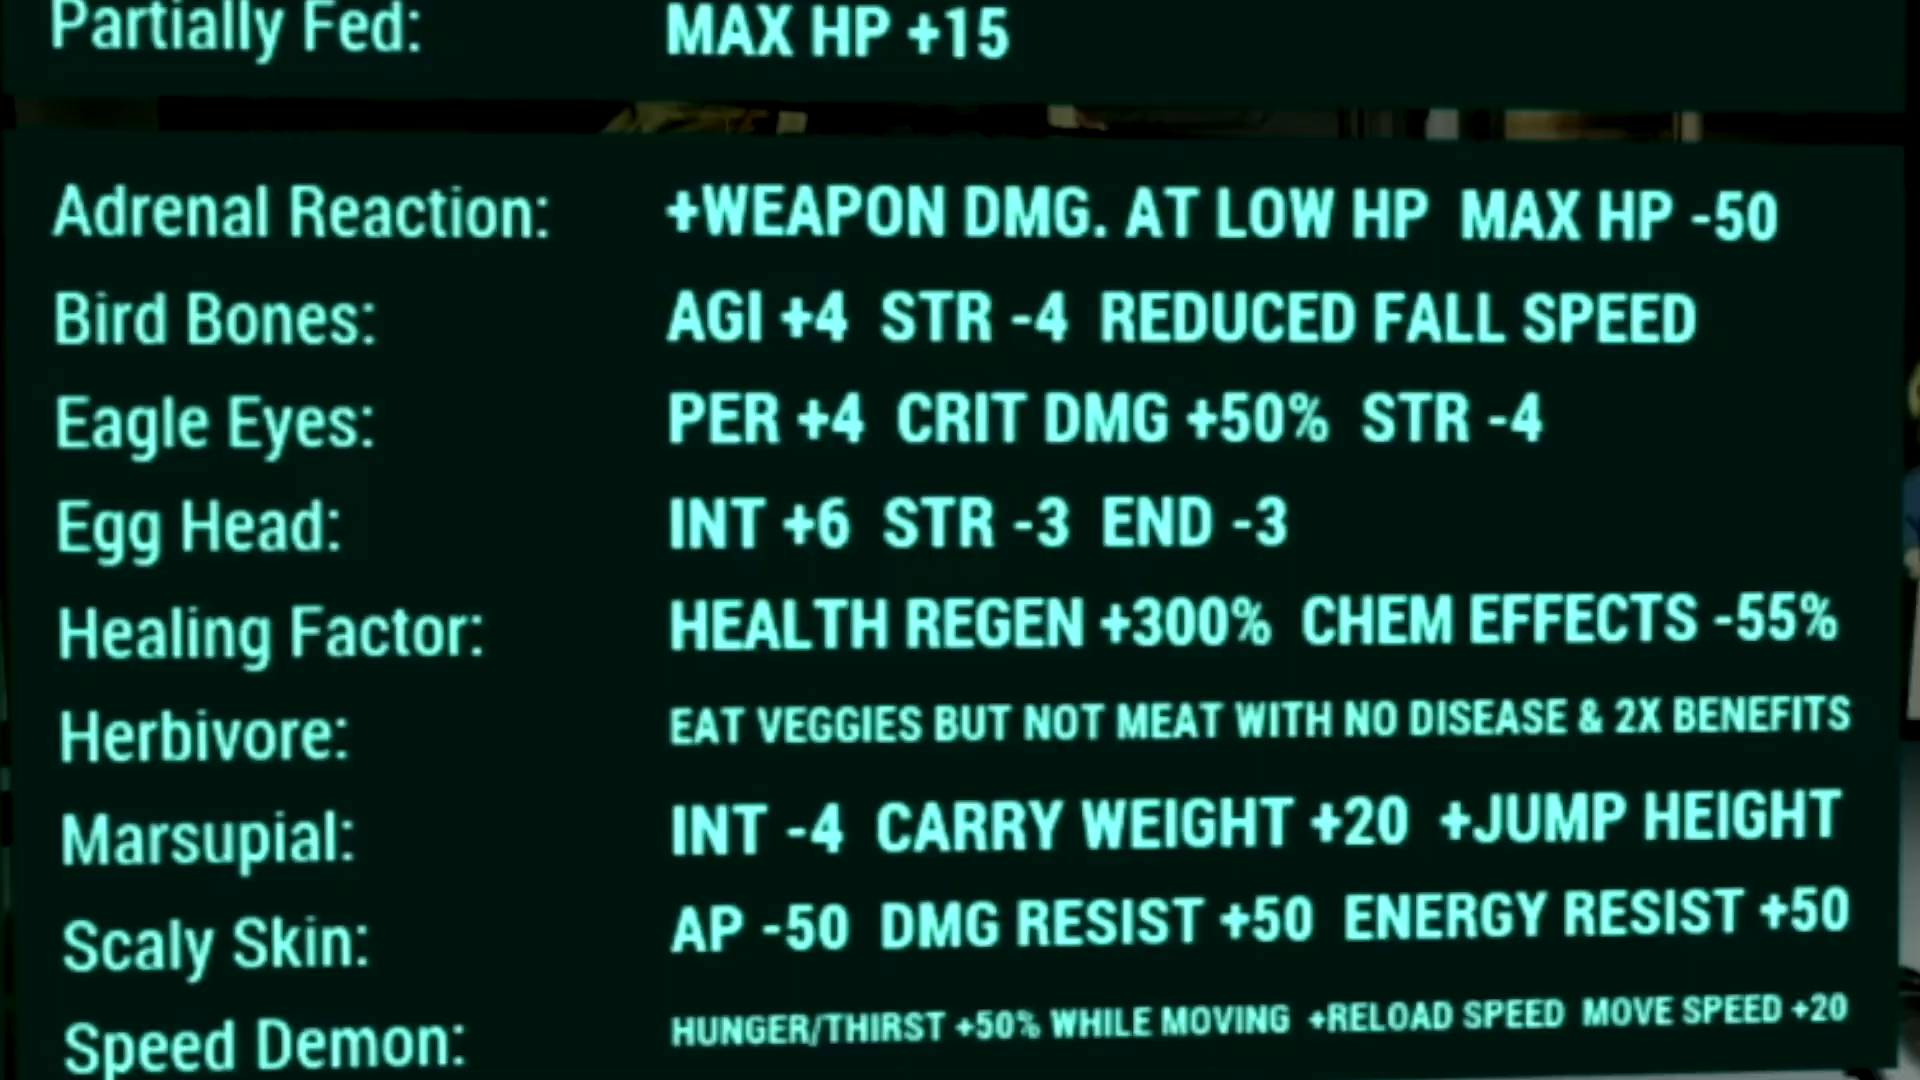 Partially Fed: MAX HP +15
Adrenal Reaction: +WEAPON DMG. AT LOW HP MAX HP -50
Bird Bones: AGI +4 STR -4 REDUCED FALL SPEED
Eagle Eyes: PER +4 CRIT DMG +50% STR -4
Egg Head: INT +6 STR -3 END -3
Healing Factor: HEALTH REGEN +300% CHEM EFFECTS -55%
Herbivore: EAT VEGGIES BUT NOT MEAT WITH NO DISEASE & 2X BENEFITS
Marsupial: INT -4 CARRY WEIGHT +20 +JUMP HEIGHT
Scaly Skin: AP -50 DMG RESIST +50 ENERGY RESIST +50
Speed Demon: HUNGER/THIRST +50% WHILE MOVING +RELOAD SPEED MOVE SPEED +20